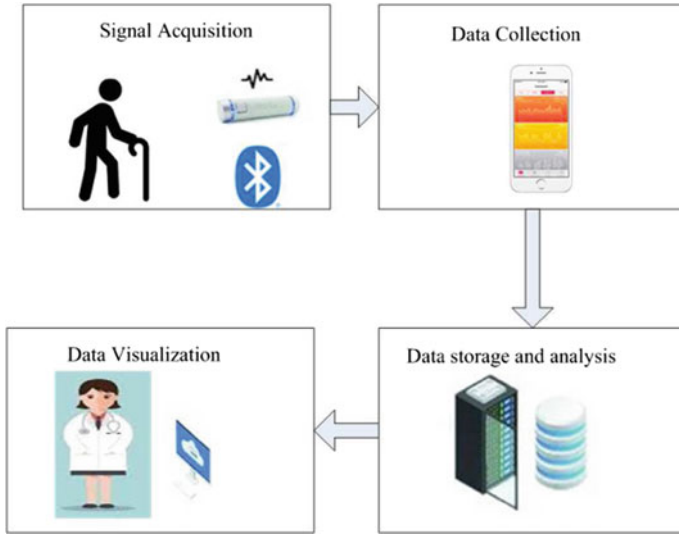 Signal Acquisition
Data Collection
Data storage and analysis
Data Visualization